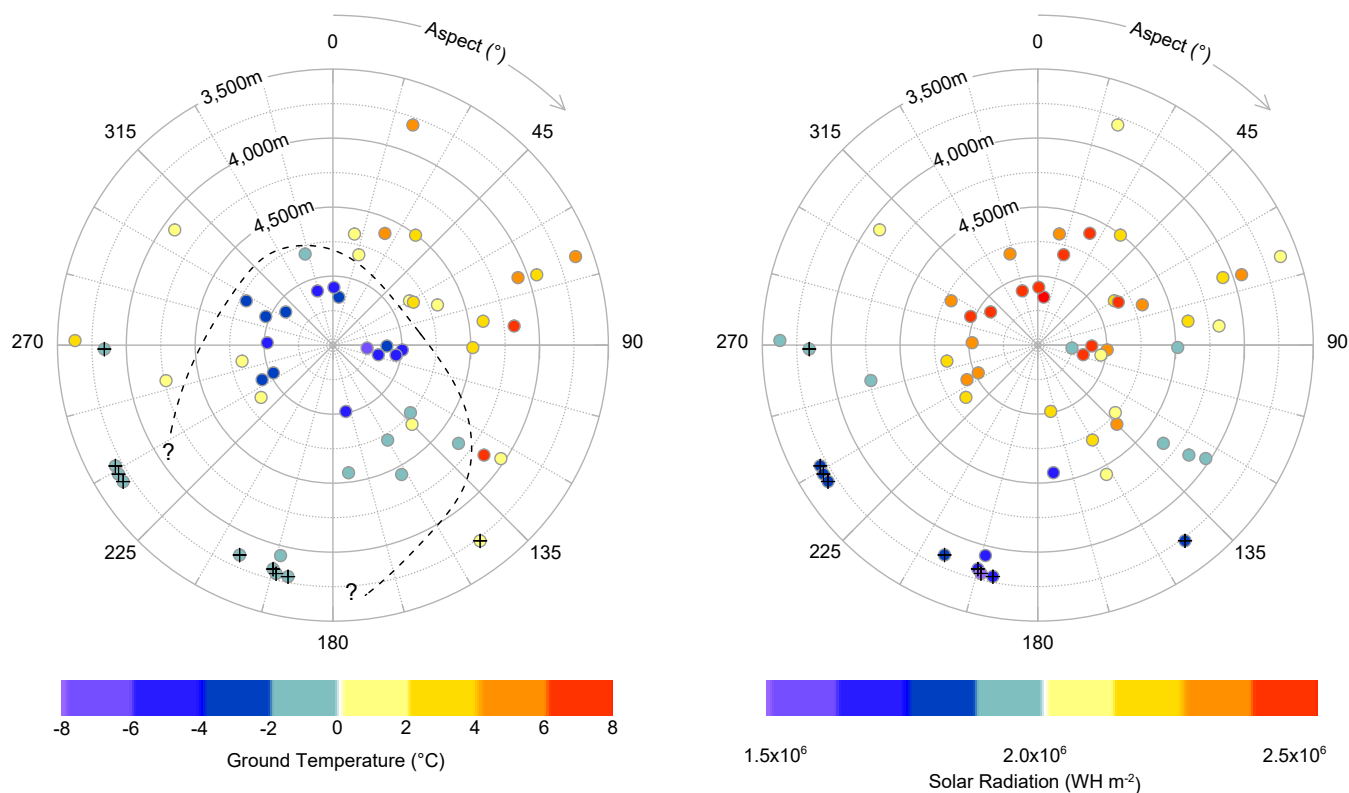 Aspect (°)
0
3,500m
315
45
4,000m
4,500m
270
90
?
225
135
?
180
-8 -6 -4 -2 0 2 4 6 8
Ground Temperature (°C)
Aspect (°)
0
3,500m
315
45
4,000m
4,500m
270
90
225
135
180
1.5x10⁶ 2.0x10⁶ 2.5x10⁶
Solar Radiation (WH m⁻²)